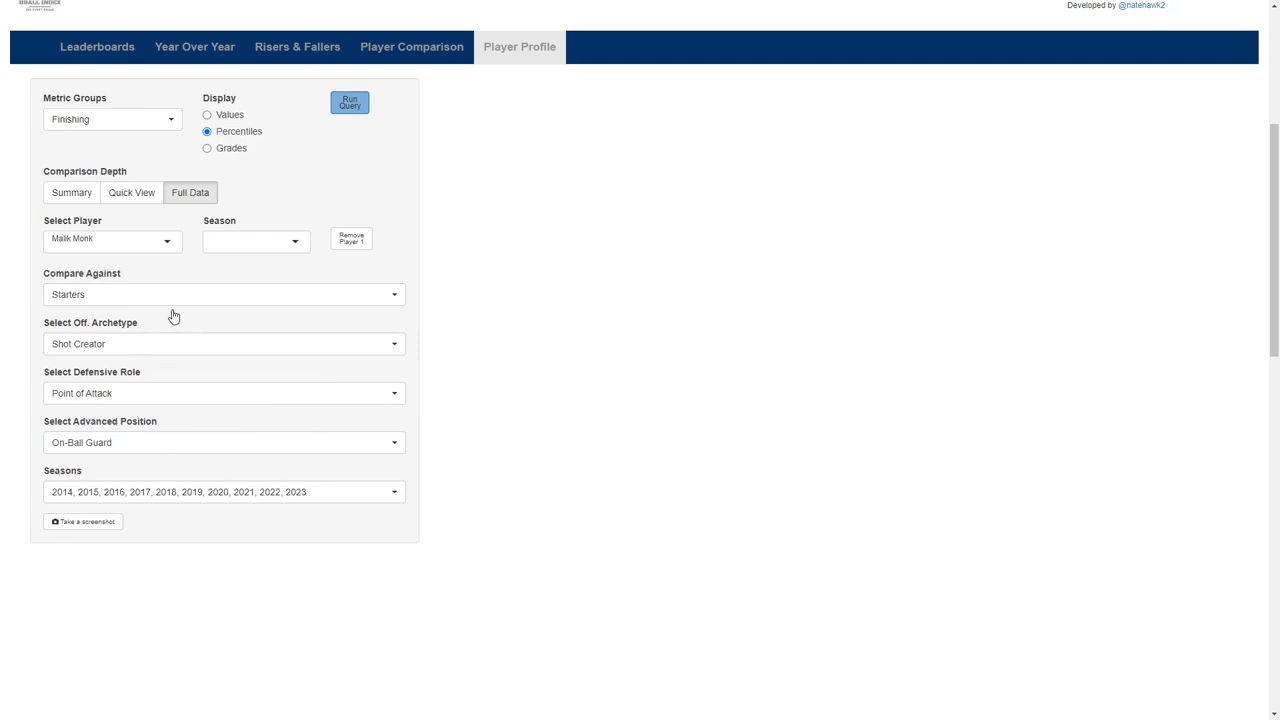 BBALL INDEX
Developed by @natehawk2
Leaderboards Year Over Year Risers & Fallers Player Comparison Player Profile
Metric Groups Display Run Query
Finishing Values
Percentiles
Grades
Comparison Depth
Summary Quick View Full Data
Select Player Season
Malik Monk Remove Player 1
Compare Against
Starters
Select Off. Archetype
Shot Creator
Select Defensive Role
Point of Attack
Select Advanced Position
On-Ball Guard
Seasons
2014, 2015, 2016, 2017, 2018, 2019, 2020, 2021, 2022, 2023
Take a screenshot